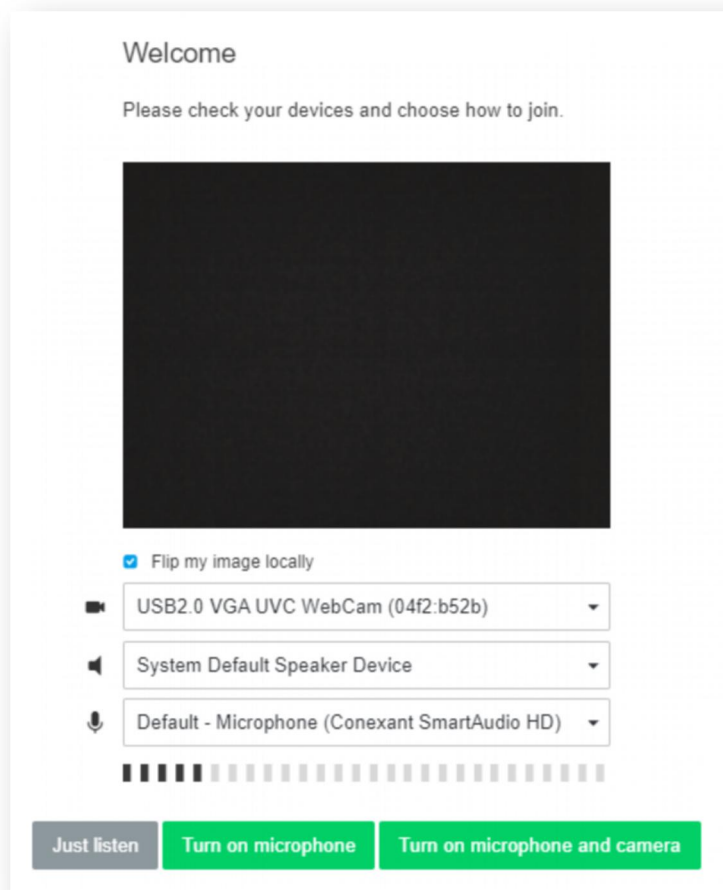 Welcome
Please check your devices and choose how to join.
Flip my image locally
USB2.0 VGA UVC WebCam (04f2:b52b)
System Default Speaker Device
Default - Microphone (Conexant SmartAudio HD)
Just listen
Turn on microphone
Turn on microphone and camera